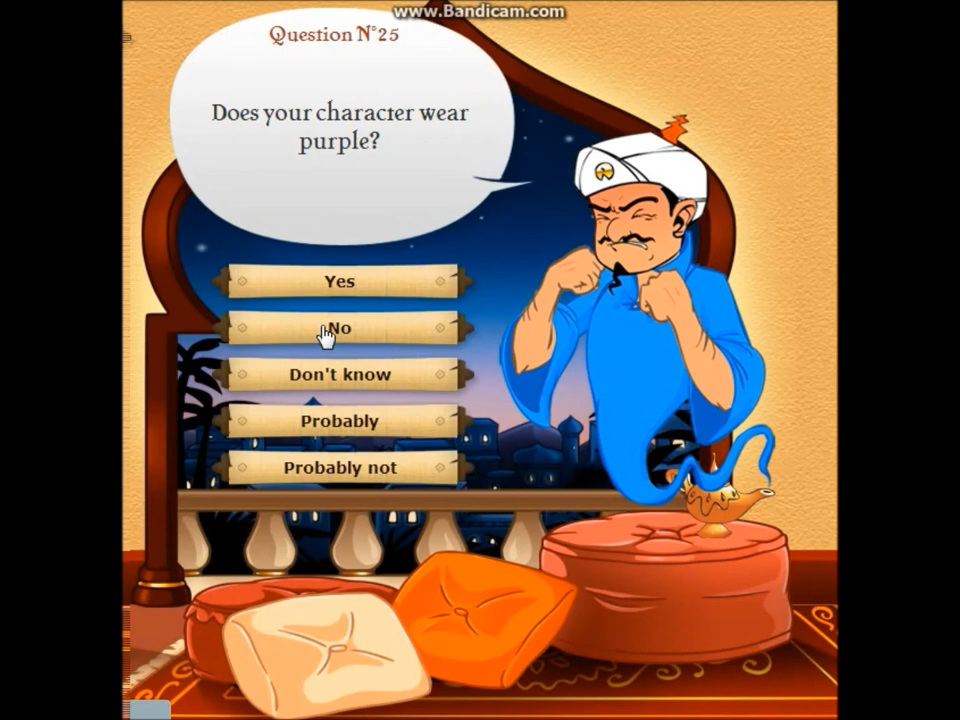 www.Bandicam.com
Question N°25
Does your character wear
purple?
Yes
No
Don't know
Probably
Probably not